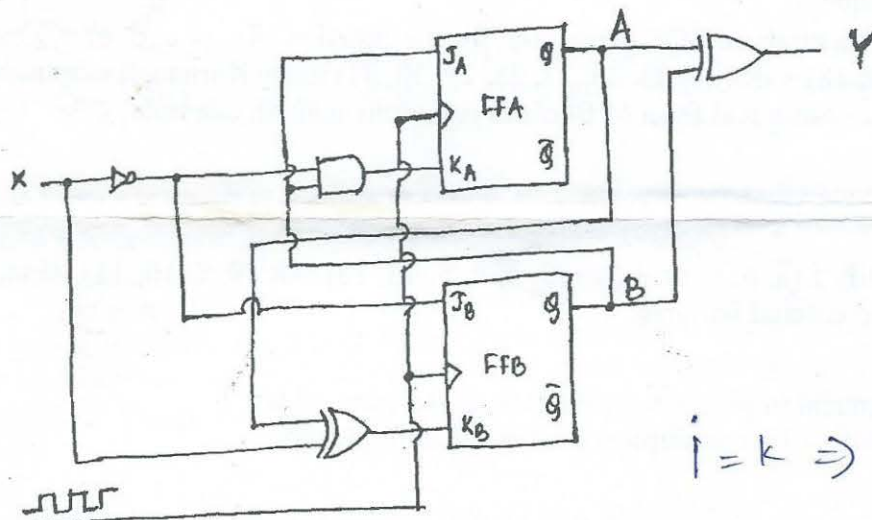 A
Y
J_A Q
FFA
K_A Q̅
X
B
J_B Q
FFB
K_B Q̅
j = k ⇒